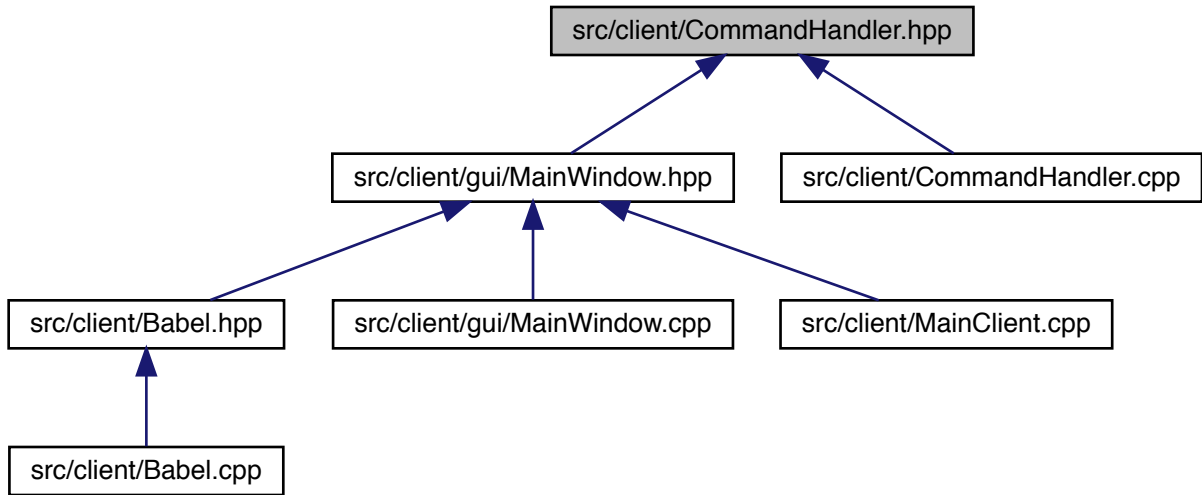 src/client/CommandHandler.hpp
src/client/gui/MainWindow.hpp
src/client/CommandHandler.cpp
src/client/Babel.hpp
src/client/gui/MainWindow.cpp
src/client/MainClient.cpp
src/client/Babel.cpp